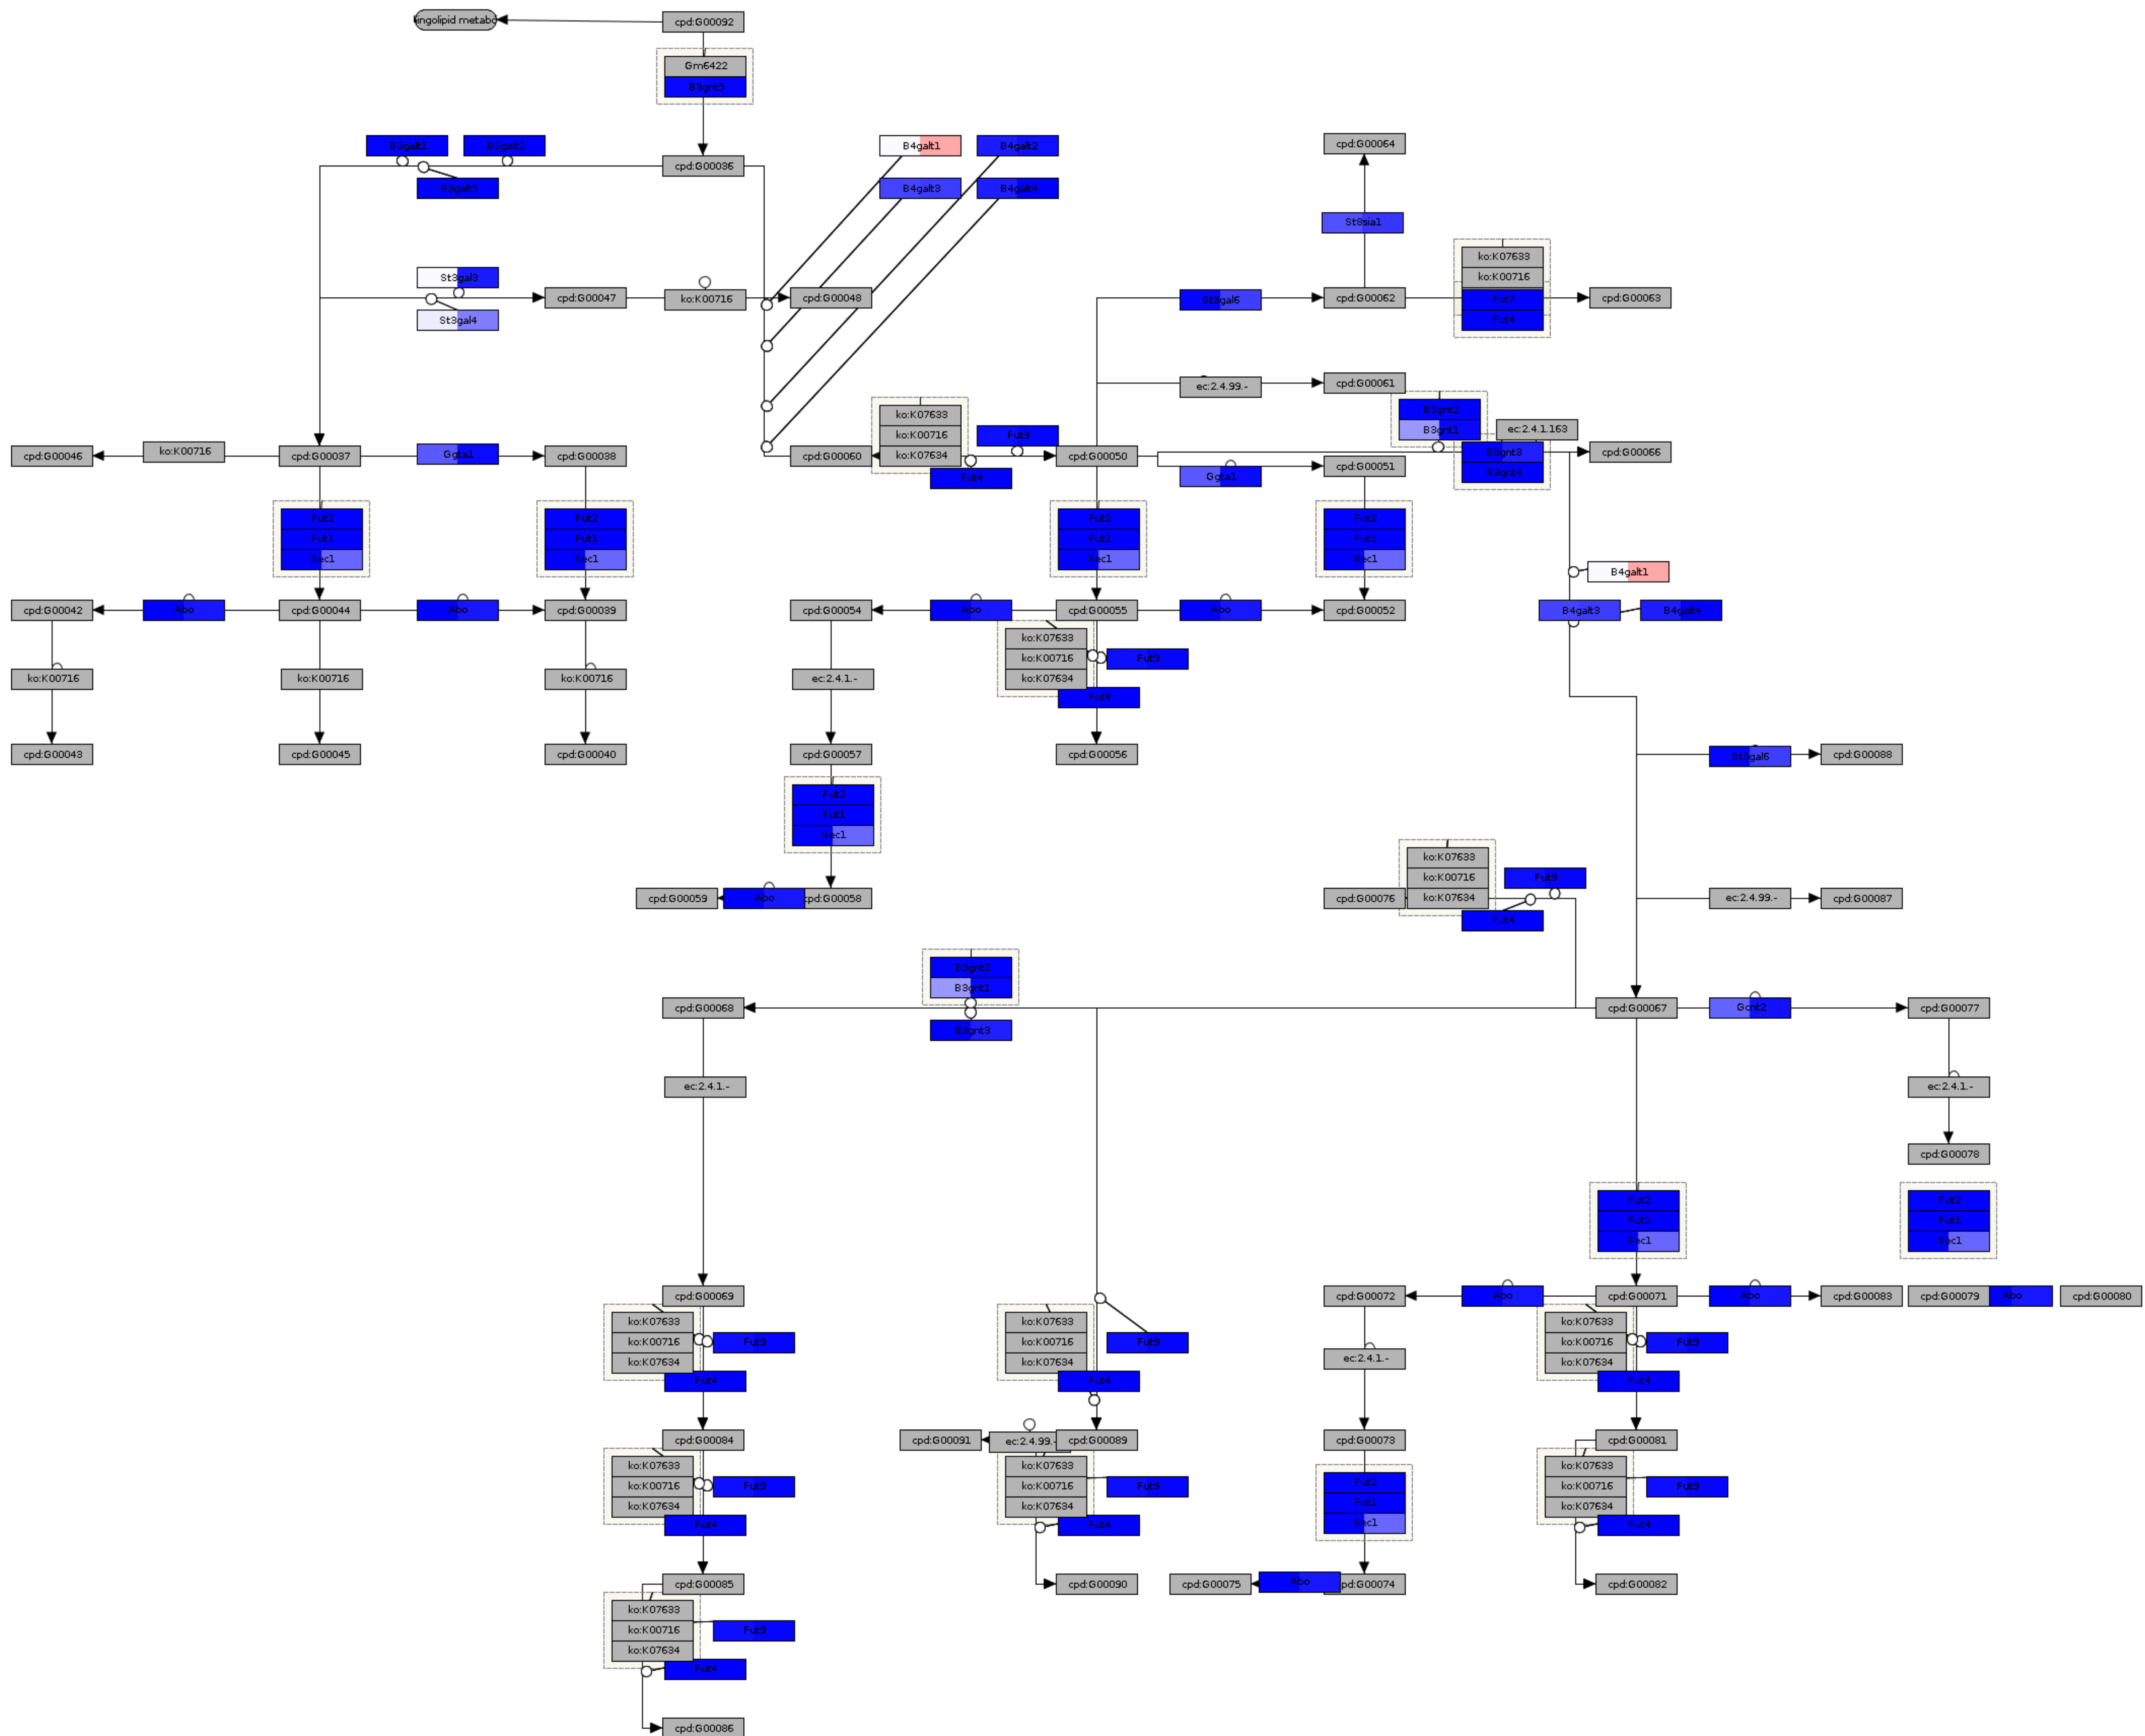 ingolipid metabo
cpd:G00092
Gm6422
B3gnt5
B3galt1
B3galt2
B4galt1
B4galt2
cpd:G00064
cpd:G00036
B3galt5
B4galt3
B4galt4
St8sia1
ko:K07633
ko:K00716
St3gal3
cpd:G00047
ko:K00716
cpd:G00048
St3gal6
cpd:G00062
Fut7
cpd:G00063
St3gal4
Fut4
ec:2.4.99.-
cpd:G00061
ko:K07633
B3gnt2
ko:K00716
Fut9
B3gnt1
ec:2.4.1.163
cpd:G00046
ko:K00716
cpd:G00037
Ggta1
cpd:G00038
cpd:G00060
ko:K07634
cpd:G00050
cpd:G00051
B3gnt3
cpd:G00066
Fut4
Ggta1
B3gnt4
Fut2
Fut1
Sec1
Fut2
Fut1
Sec1
Fut2
Fut1
Sec1
Fut2
Fut1
Sec1
B4galt1
cpd:G00042
Abo
cpd:G00044
Abo
cpd:G00039
cpd:G00054
Abo
cpd:G00055
Abo
cpd:G00052
B4galt3
B4galt4
ko:K07633
ko:K00716
ko:K07634
Fut9
Fut4
ko:K00716
ko:K00716
ko:K00716
ec:2.4.1.-
cpd:G00043
cpd:G00045
cpd:G00040
cpd:G00057
cpd:G00056
St3gal6
cpd:G00088
Fut2
Fut1
Sec1
cpd:G00059
Abo
cpd:G00058
cpd:G00076
ko:K07633
ko:K00716
ko:K07634
Fut9
Fut4
ec:2.4.99.-
cpd:G00087
B3gnt2
B3gnt1
cpd:G00068
B3gnt3
cpd:G00067
Gcnt2
cpd:G00077
ec:2.4.1.-
ec:2.4.1.-
cpd:G00078
Fut2
Fut1
Sec1
Fut2
Fut1
Sec1
cpd:G00069
cpd:G00072
Abo
cpd:G00071
Abo
cpd:G00083
cpd:G00079
Abo
cpd:G00080
ko:K07633
ko:K00716
ko:K07634
Fut9
Fut4
ko:K07633
ko:K00716
ko:K07634
Fut9
Fut4
ec:2.4.1.-
ko:K07633
ko:K00716
ko:K07634
Fut9
Fut4
cpd:G00084
cpd:G00091
ec:2.4.99.-
cpd:G00089
cpd:G00073
cpd:G00081
ko:K07633
ko:K00716
ko:K07634
Fut9
Fut4
ko:K07633
ko:K00716
ko:K07634
Fut9
Fut4
Fut2
Fut1
Sec1
ko:K07633
ko:K00716
ko:K07634
Fut9
Fut4
cpd:G00085
cpd:G00090
cpd:G00075
Abo
pd:G00074
cpd:G00082
ko:K07633
ko:K00716
ko:K07634
Fut9
Fut4
cpd:G00086